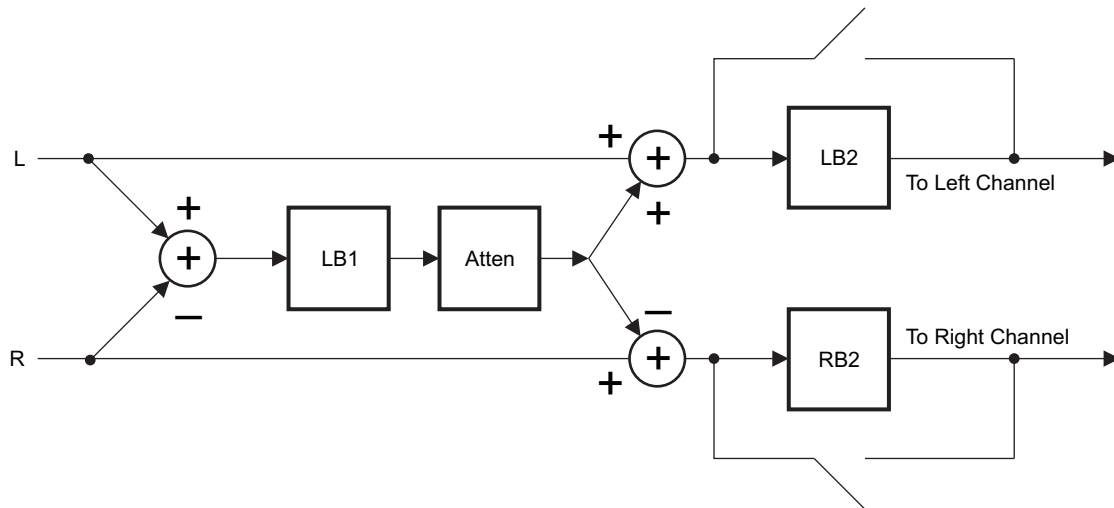 +
LB2
L
+
To Left Channel
+
+
+
LB1
Atten
−
−
To Right Channel
R
+
RB2
+